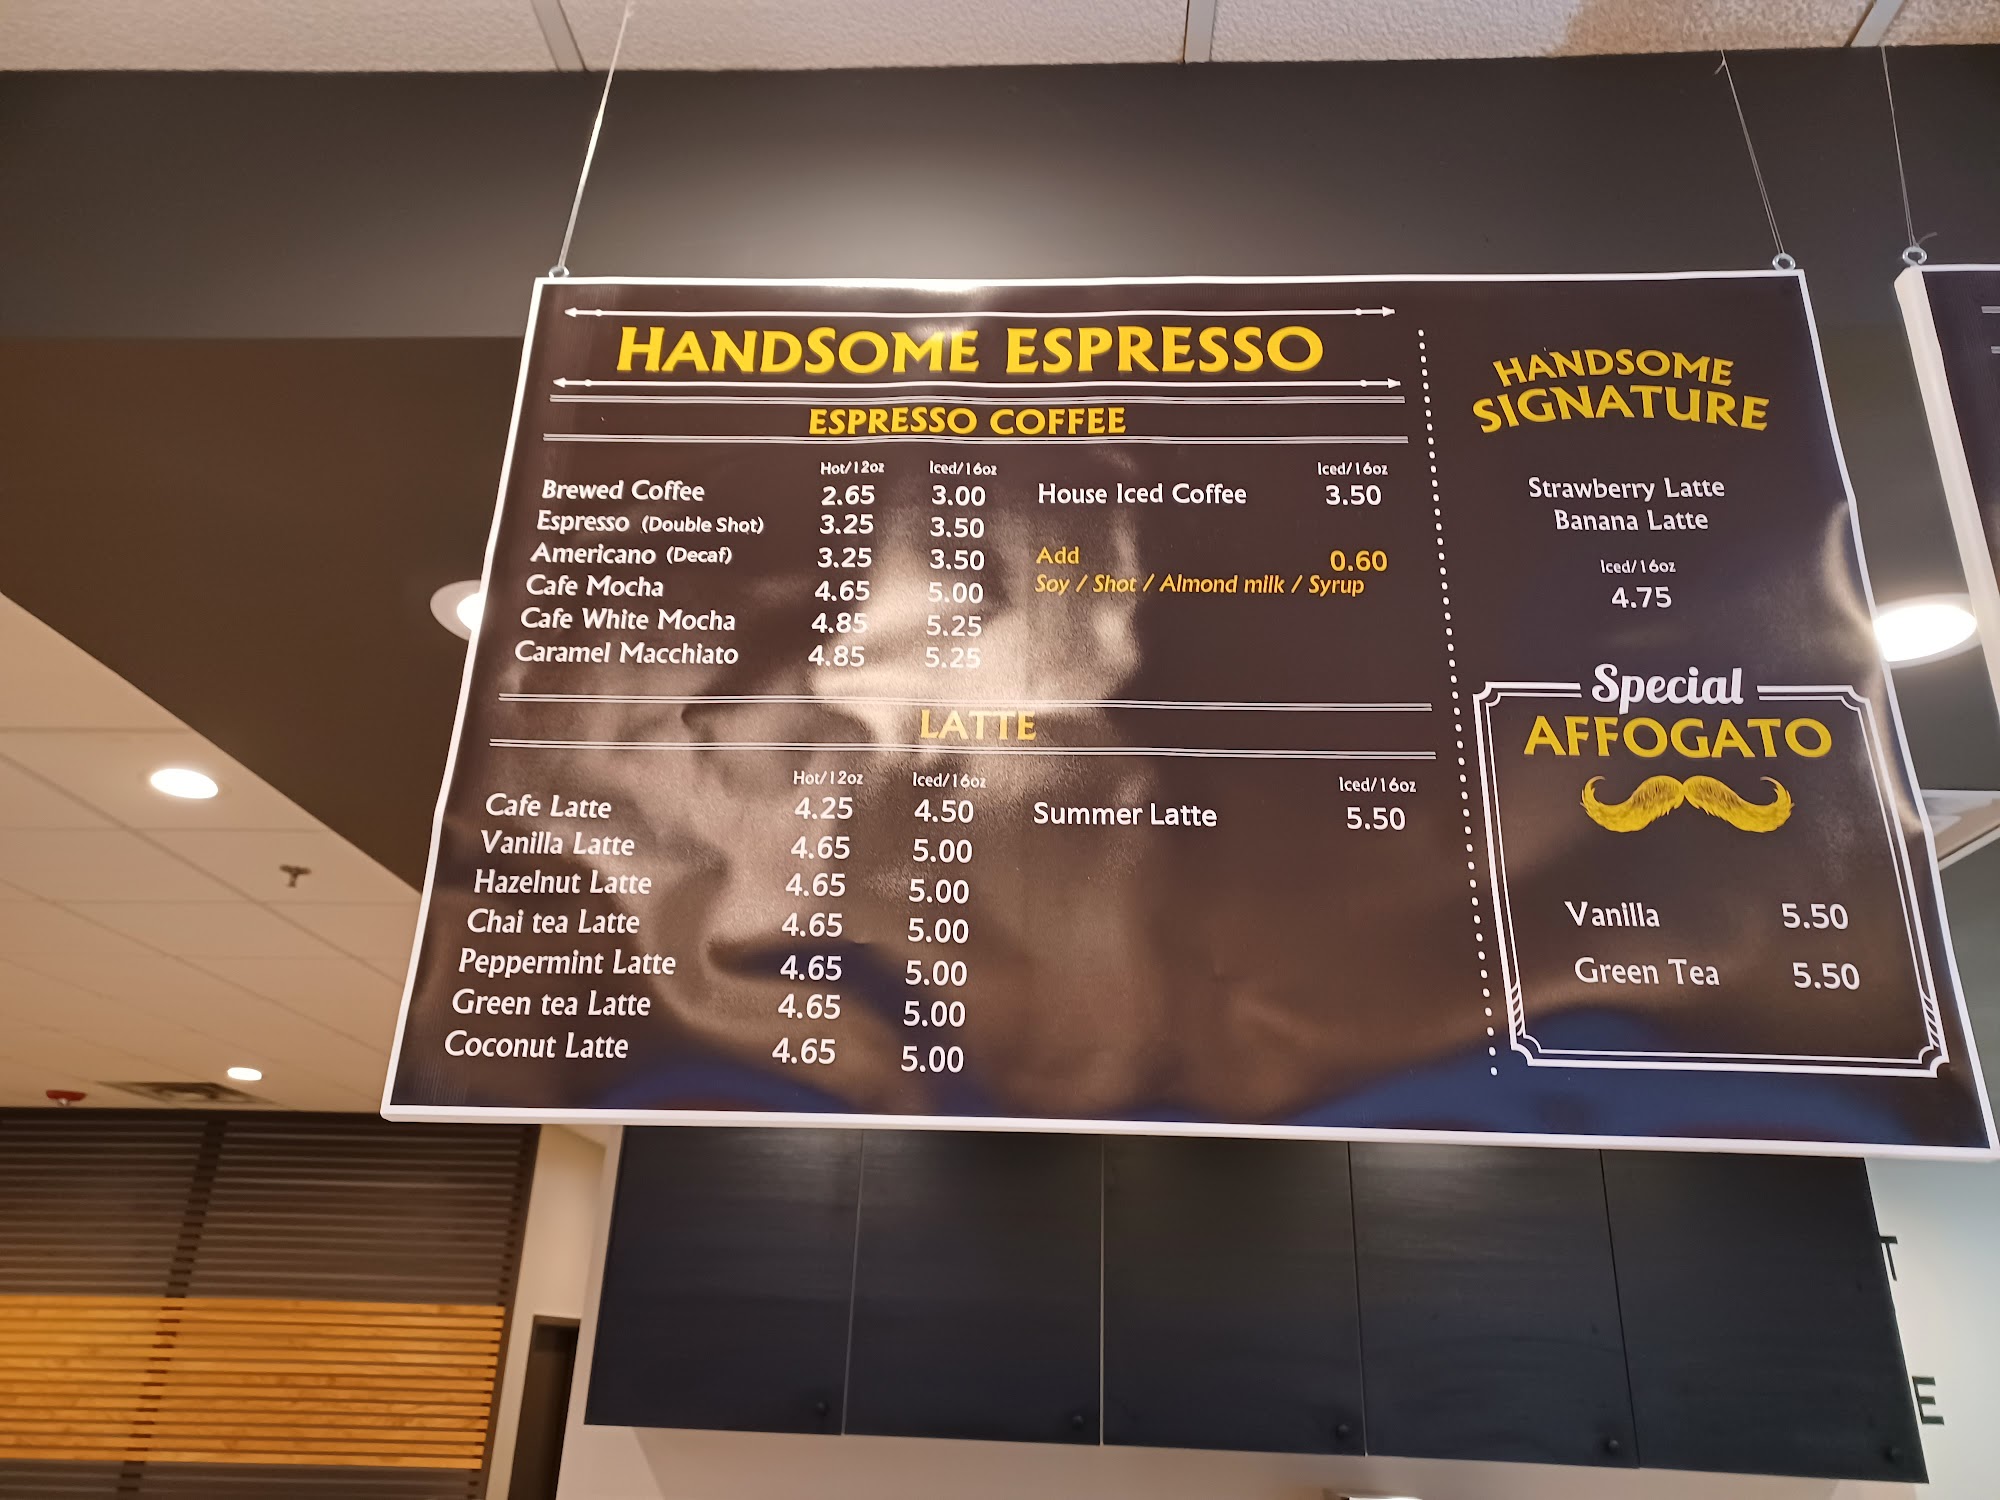 HANDSOME ESPRESSO
ESPRESSO COFFEE
Hot/12oz Iced/16oz
Brewed Coffee 2.65 3.00
Espresso (Double Shot) 3.25 3.50
Americano (Decaf) 3.25 3.50
Cafe Mocha 4.65 5.00
Cafe White Mocha 4.85 5.25
Caramel Macchiato 4.85 5.25
Iced/16oz
House Iced Coffee 3.50
Add 0.60
Soy / Shot / Almond milk / Syrup
LATTE
Hot/12oz Iced/16oz
Cafe Latte 4.25 4.50
Vanilla Latte 4.65 5.00
Hazelnut Latte 4.65 5.00
Chai tea Latte 4.65 5.00
Peppermint Latte 4.65 5.00
Green tea Latte 4.65 5.00
Coconut Latte 4.65 5.00
Iced/16oz
Summer Latte 5.50
HANDSOME
SIGNATURE
Strawberry Latte
Banana Latte
Iced/16oz
4.75
Special
AFFOGATO
Vanilla 5.50
Green Tea 5.50
T
E